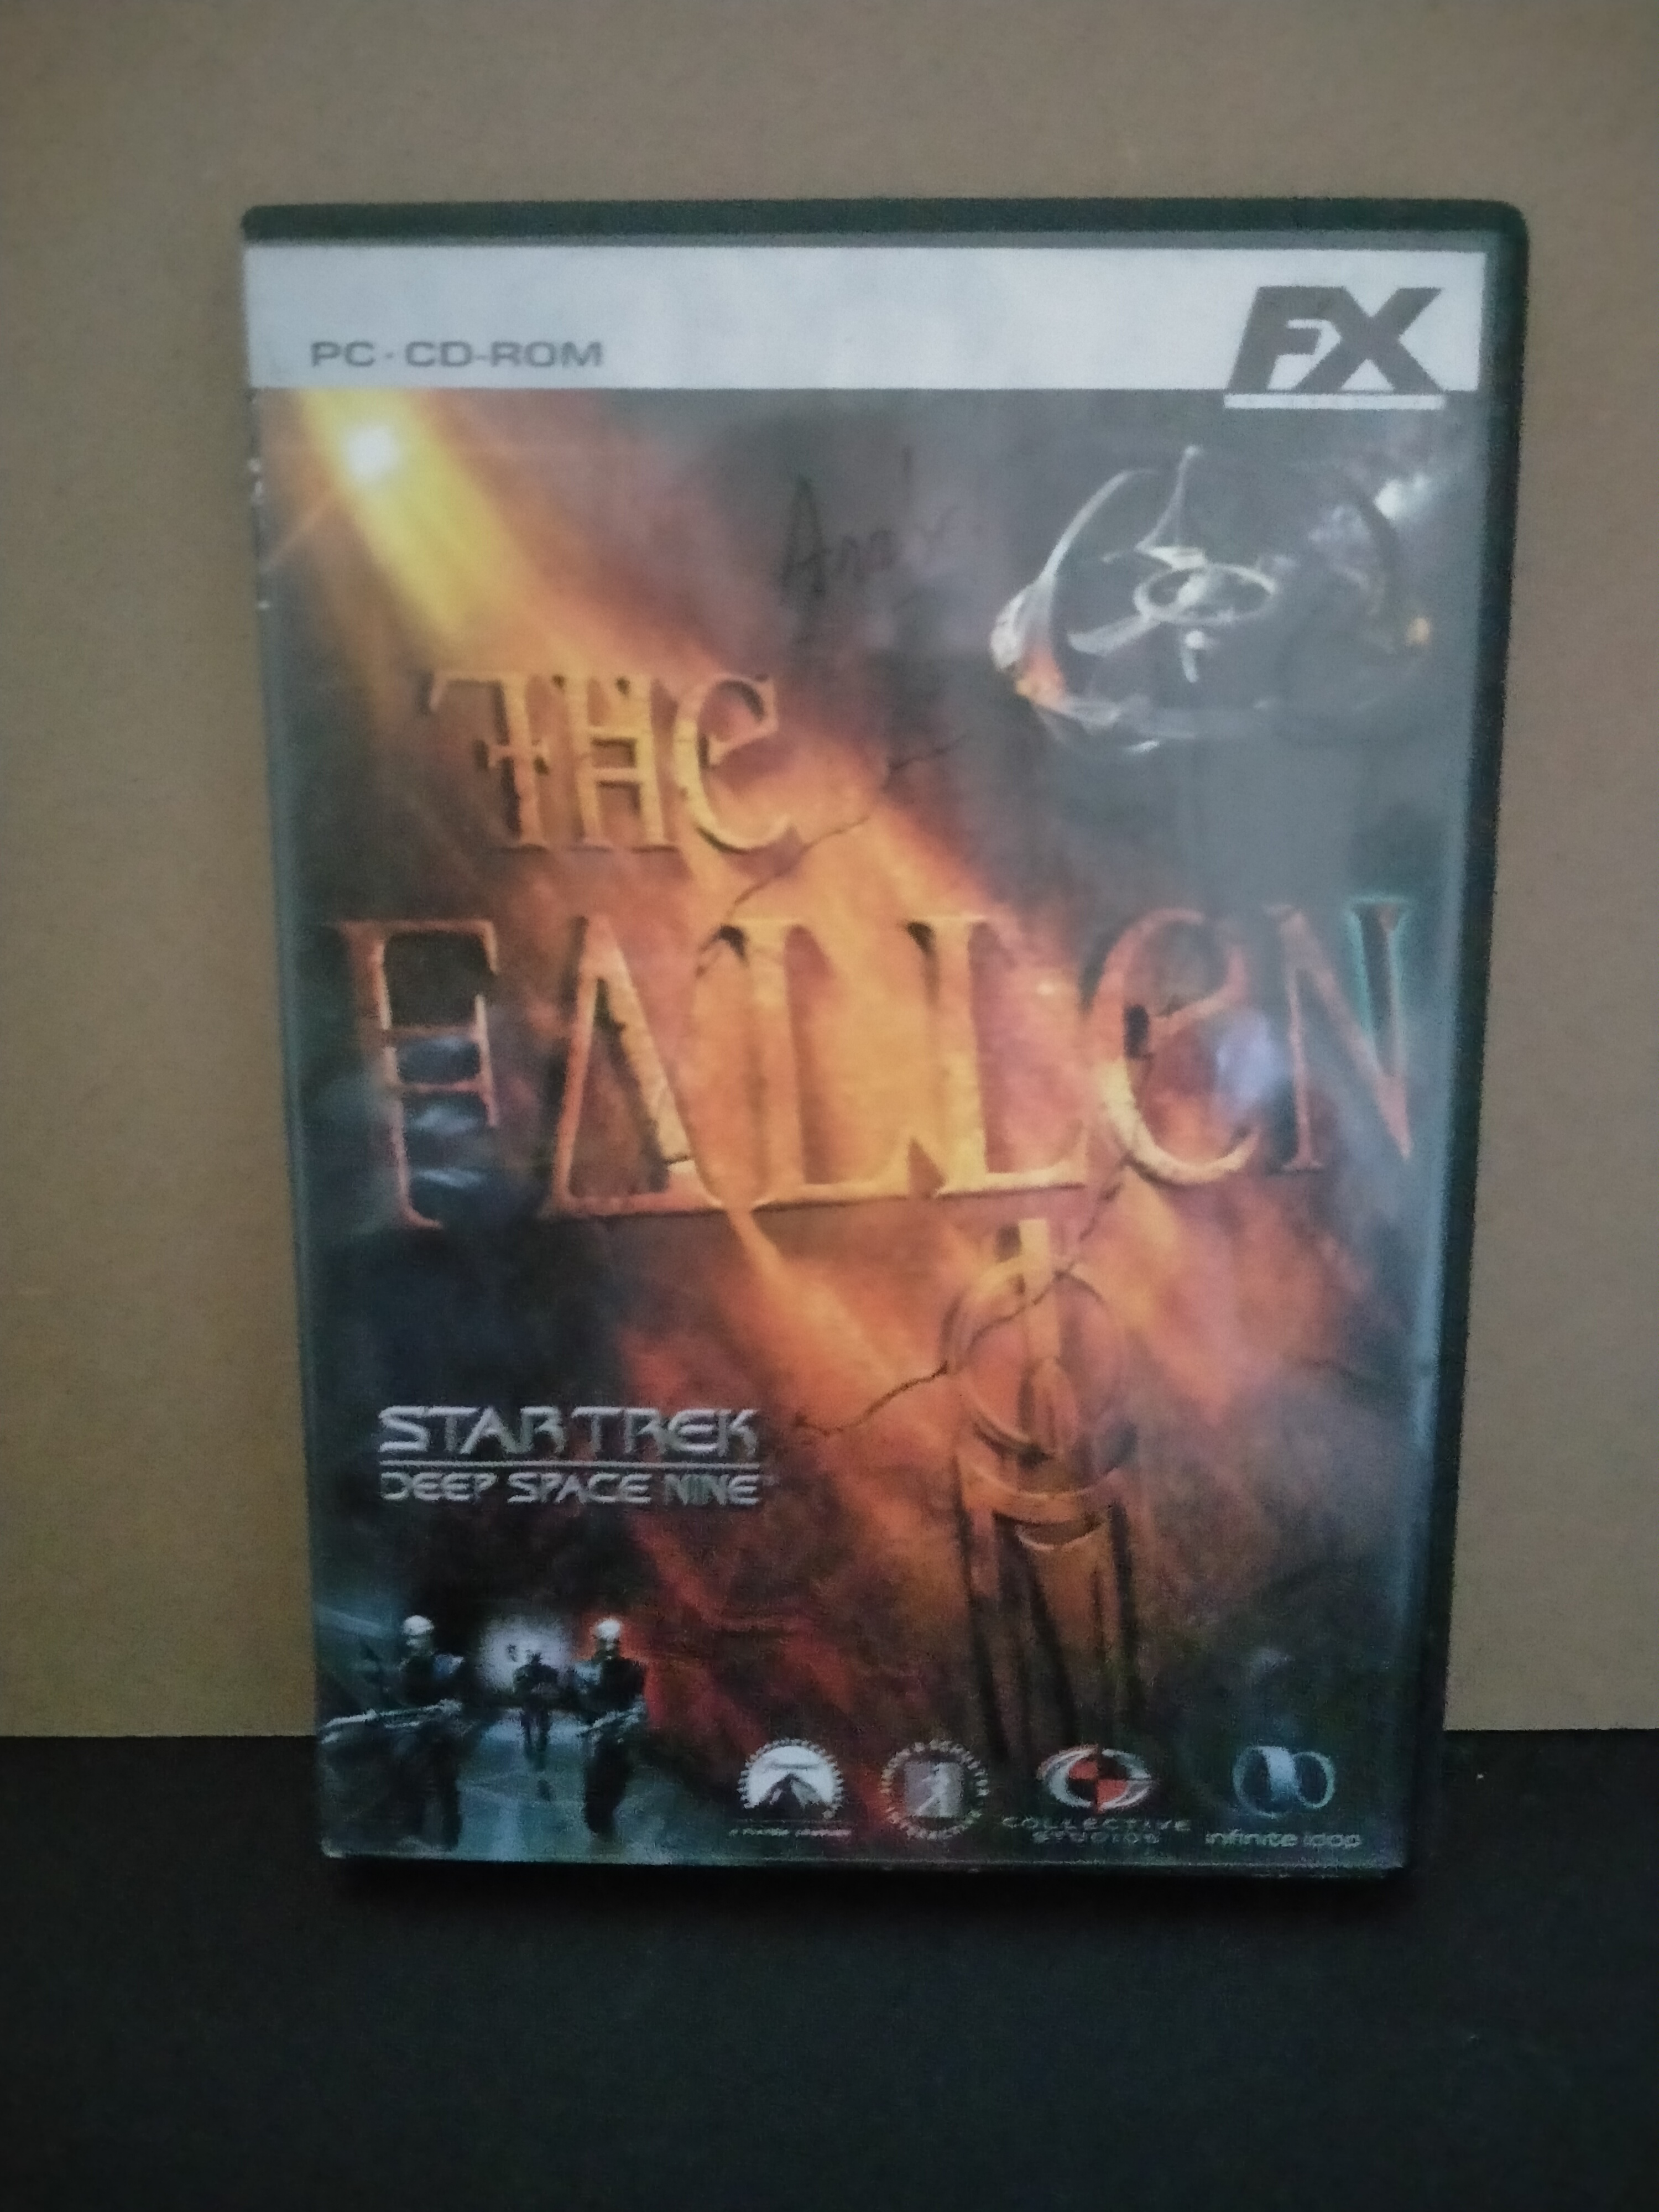 PC · CD-ROM
FX
THE
FALLEN
STAR TREK
DEEP SPACE NINE
COLLECTIVE
STUDIOS
infinite loop